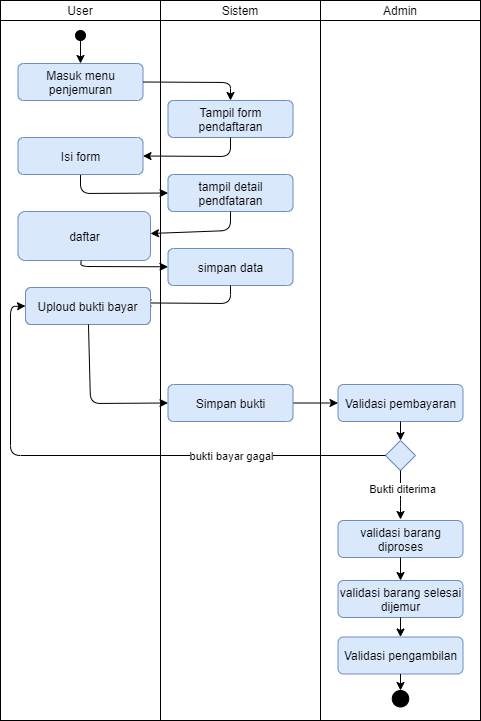 User
Sistem
Admin
Masuk menu
penjemuran
Tampil form
pendaftaran
Isi form
tampil detail
pendfataran
daftar
simpan data
Uploud bukti bayar
Simpan bukti
Validasi pembayaran
bukti bayar gagal
Bukti diterima
validasi barang
diproses
validasi barang selesai
dijemur
Validasi pengambilan